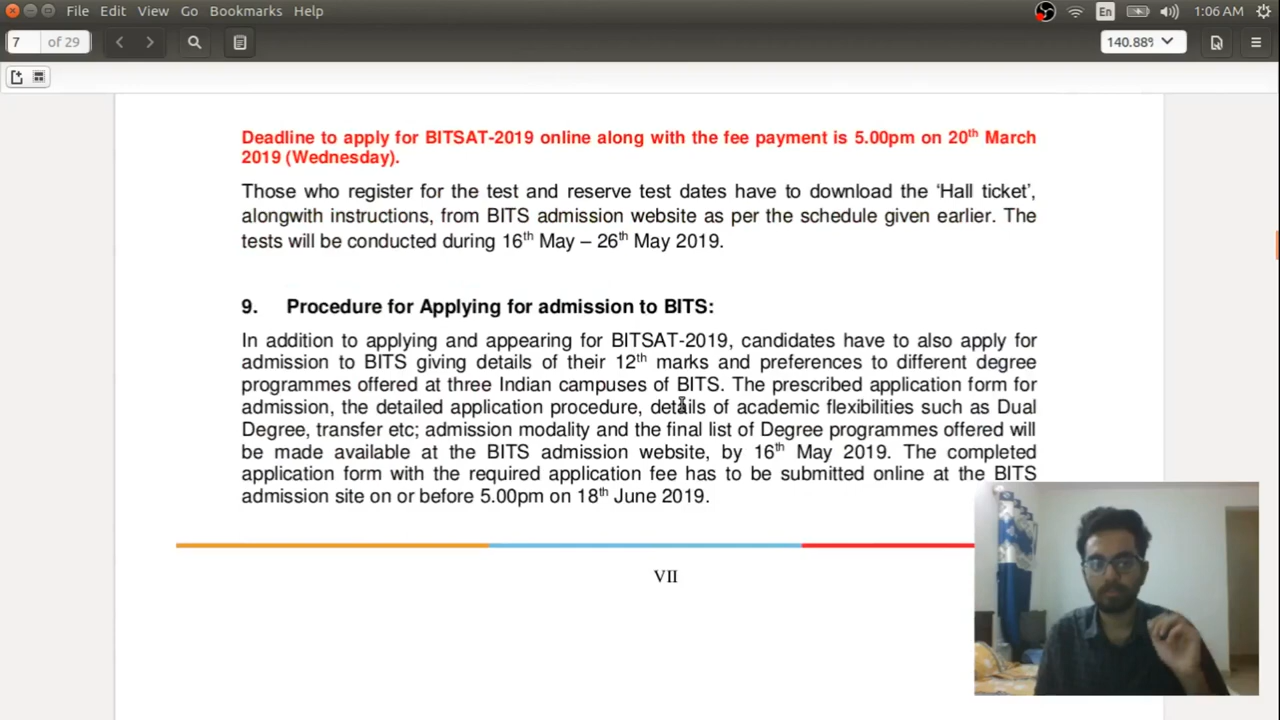 File Edit View Go Bookmarks Help En 1:06 AM
7 of 29 140.88%
Deadline to apply for BITSAT-2019 online along with the fee payment is 5.00pm on 20th March
2019 (Wednesday).
Those who register for the test and reserve test dates have to download the ‘Hall ticket’,
alongwith instructions, from BITS admission website as per the schedule given earlier. The
tests will be conducted during 16th May – 26th May 2019.
9. Procedure for Applying for admission to BITS:
In addition to applying and appearing for BITSAT-2019, candidates have to also apply for
admission to BITS giving details of their 12th marks and preferences to different degree
programmes offered at three Indian campuses of BITS. The prescribed application form for
admission, the detailed application procedure, details of academic flexibilities such as Dual
Degree, transfer etc; admission modality and the final list of Degree programmes offered will
be made available at the BITS admission website, by 16th May 2019. The completed
application form with the required application fee has to be submitted online at the BITS
admission site on or before 5.00pm on 18th June 2019.
VII